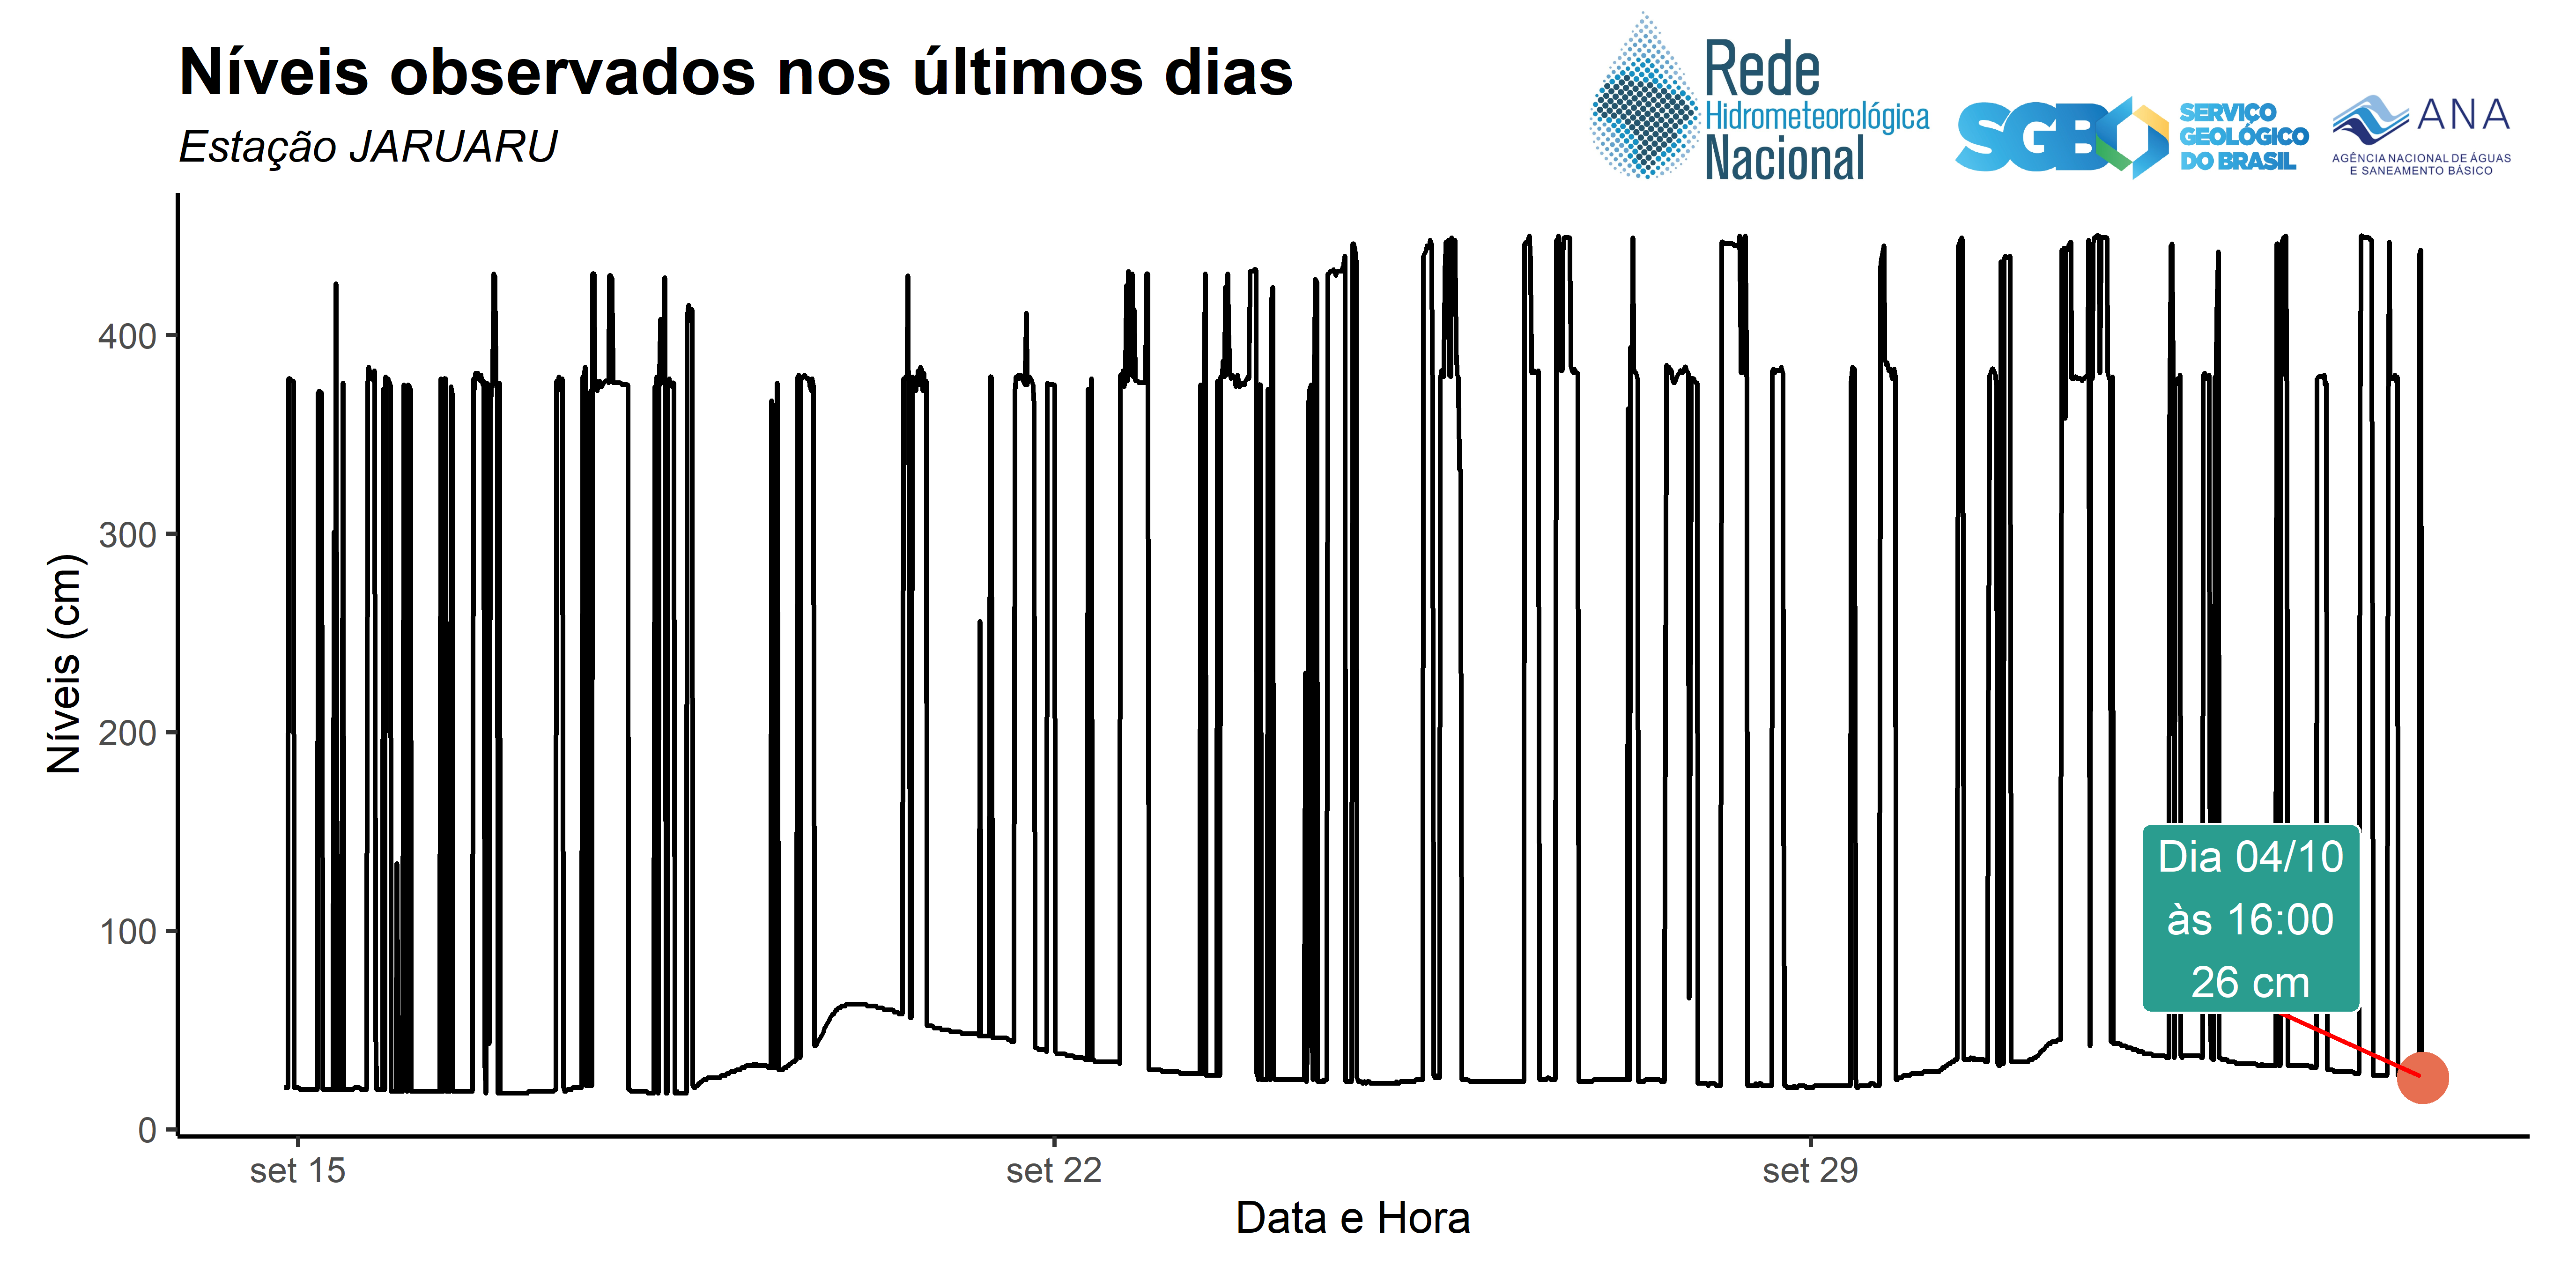 Níveis observados nos últimos dias
Estação JARUARU
Rede
Hidrometeorológica
Nacional
SGB
SERVIÇO
GEOLÓGICO
DO BRASIL
ANA
AGÊNCIA NACIONAL DE ÁGUAS
E SANEAMENTO BÁSICO
Níveis (cm)
400
300
200
100
0
Dia 04/10
às 16:00
26 cm
set 15
set 22
set 29
Data e Hora